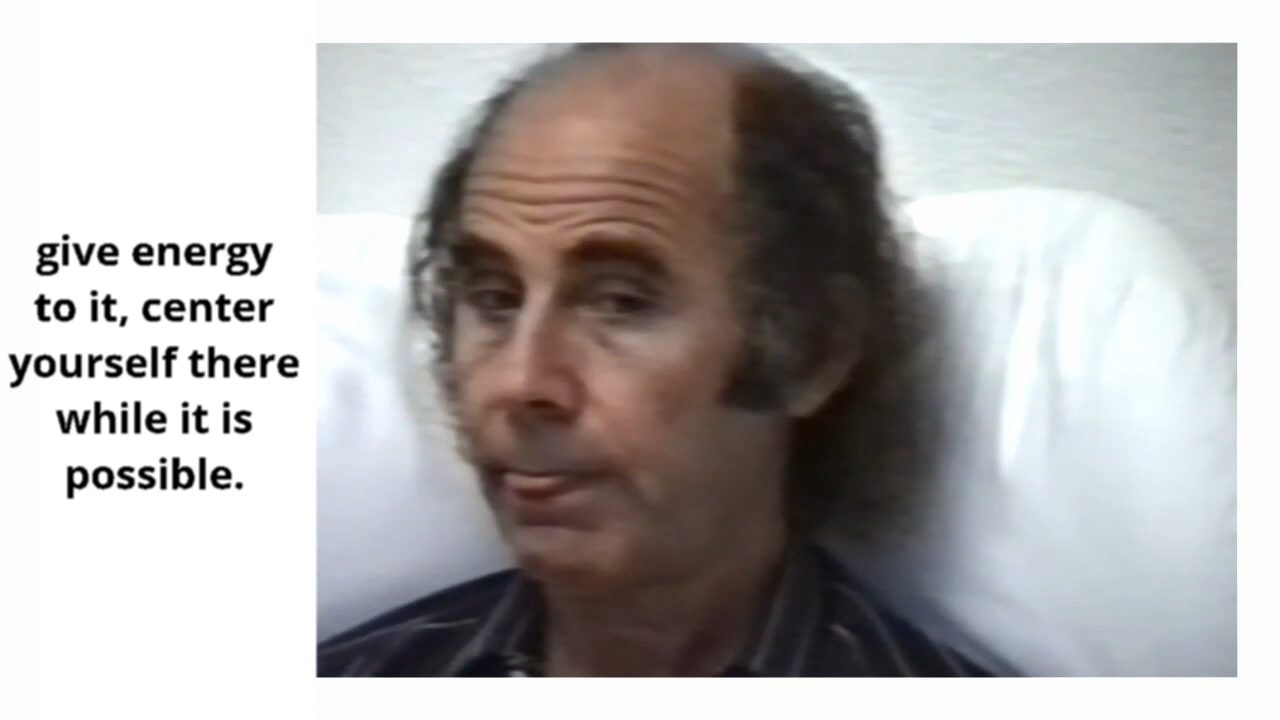 give energy
to it, center
yourself there
while it is
possible.